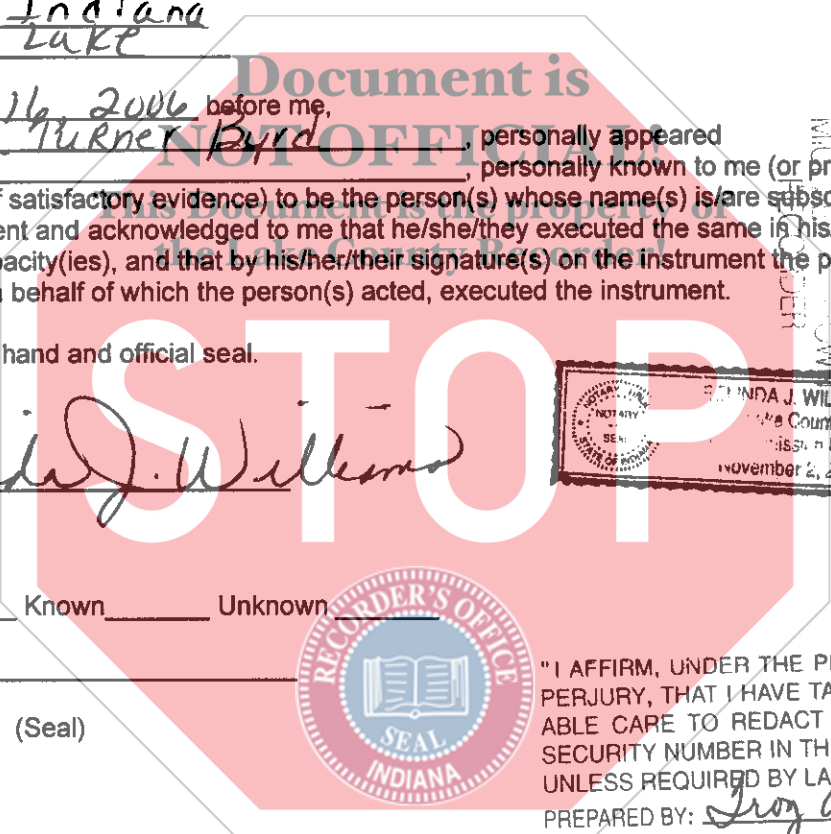 Indiana
Lake
Document is
16, 2006 before me,
Turner Byrd, personally appeared
NOT OFFICIAL!
, personally known to me (or pr
f satisfactory evidence) to be the person(s) whose name(s) is/are subsc
This Document is the property of
ent and acknowledged to me that he/she/they executed the same in his
the Lake County Recorder!
pacity(ies), and that by his/her/their signature(s) on the instrument the p
behalf of which the person(s) acted, executed the instrument.
RECORDER
hand and official seal.
STOP
NDA J. WIL
Coun
NOTARY
SEAL
STATE OF INDIANA
November 2, 2
da J. Williams
Known Unknown
RECORDER'S OFFICE
SEAL
INDIANA
(Seal)
"I AFFIRM, UNDER THE P
PERJURY, THAT I HAVE TA
ABLE CARE TO REDACT
SECURITY NUMBER IN TH
UNLESS REQUIRED BY LA
PREPARED BY: Troy